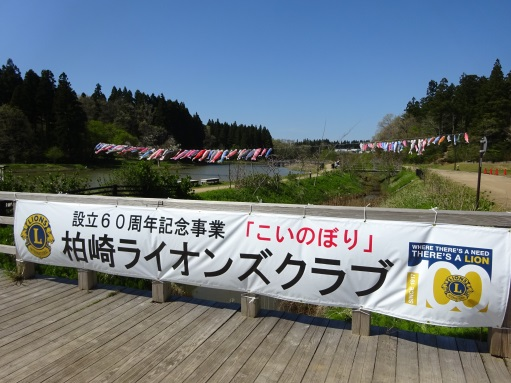 設立60周年記念事業
「こいのぼり」
柏崎ライオンズクラブ
LIONS
L
WHERE THERE'S A NEED
THERE'S A LION
100